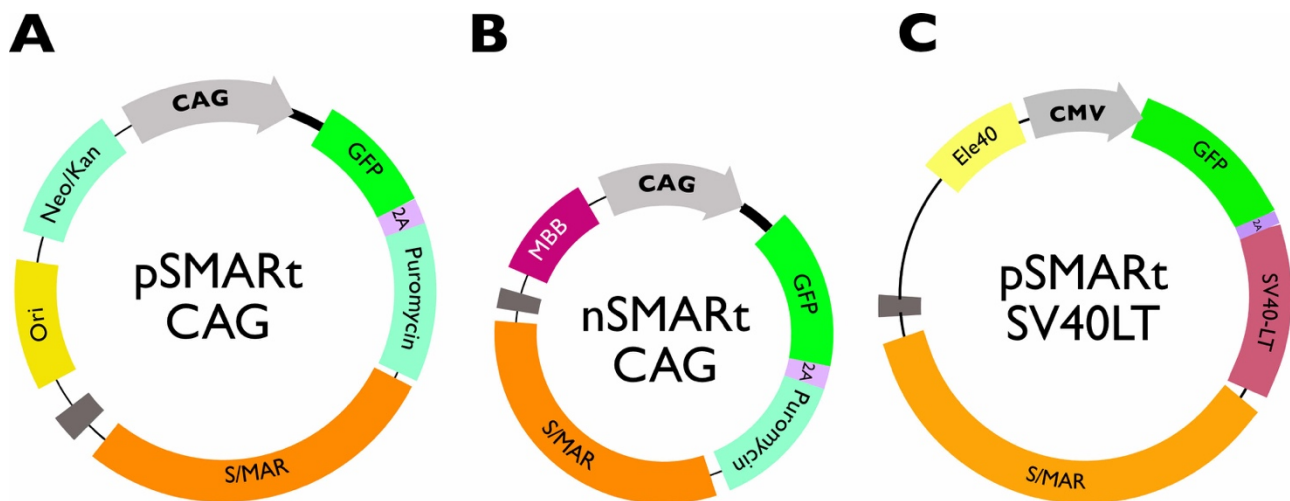 A
CAG
GFP
2A
Puromycin
S/MAR
Ori
Neo/Kan
pSMARt
CAG
B
CAG
GFP
2A
Puromycin
S/MAR
MBB
nSMARt
CAG
C
CMV
GFP
2A
SV40-LT
S/MAR
Ele40
pSMARt
SV40LT